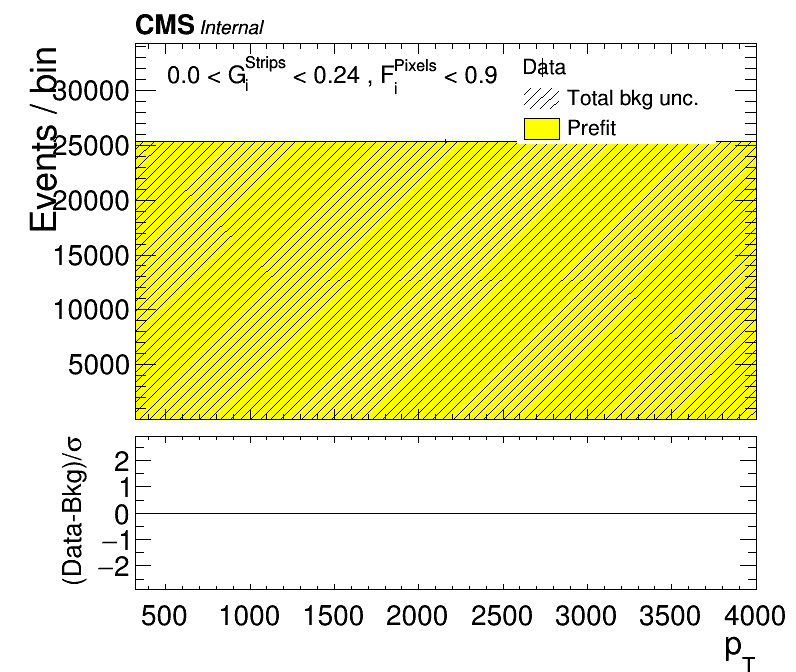 CMS Internal
0.0 < G_i^Strips < 0.24 , F_i^Pixels < 0.9
Data
Total bkg unc.
Prefit
Events / bin
30000
25000
20000
15000
10000
5000
(Data-Bkg)/σ
2
1
0
−1
−2
500 1000 1500 2000 2500 3000 3500 4000
p_T